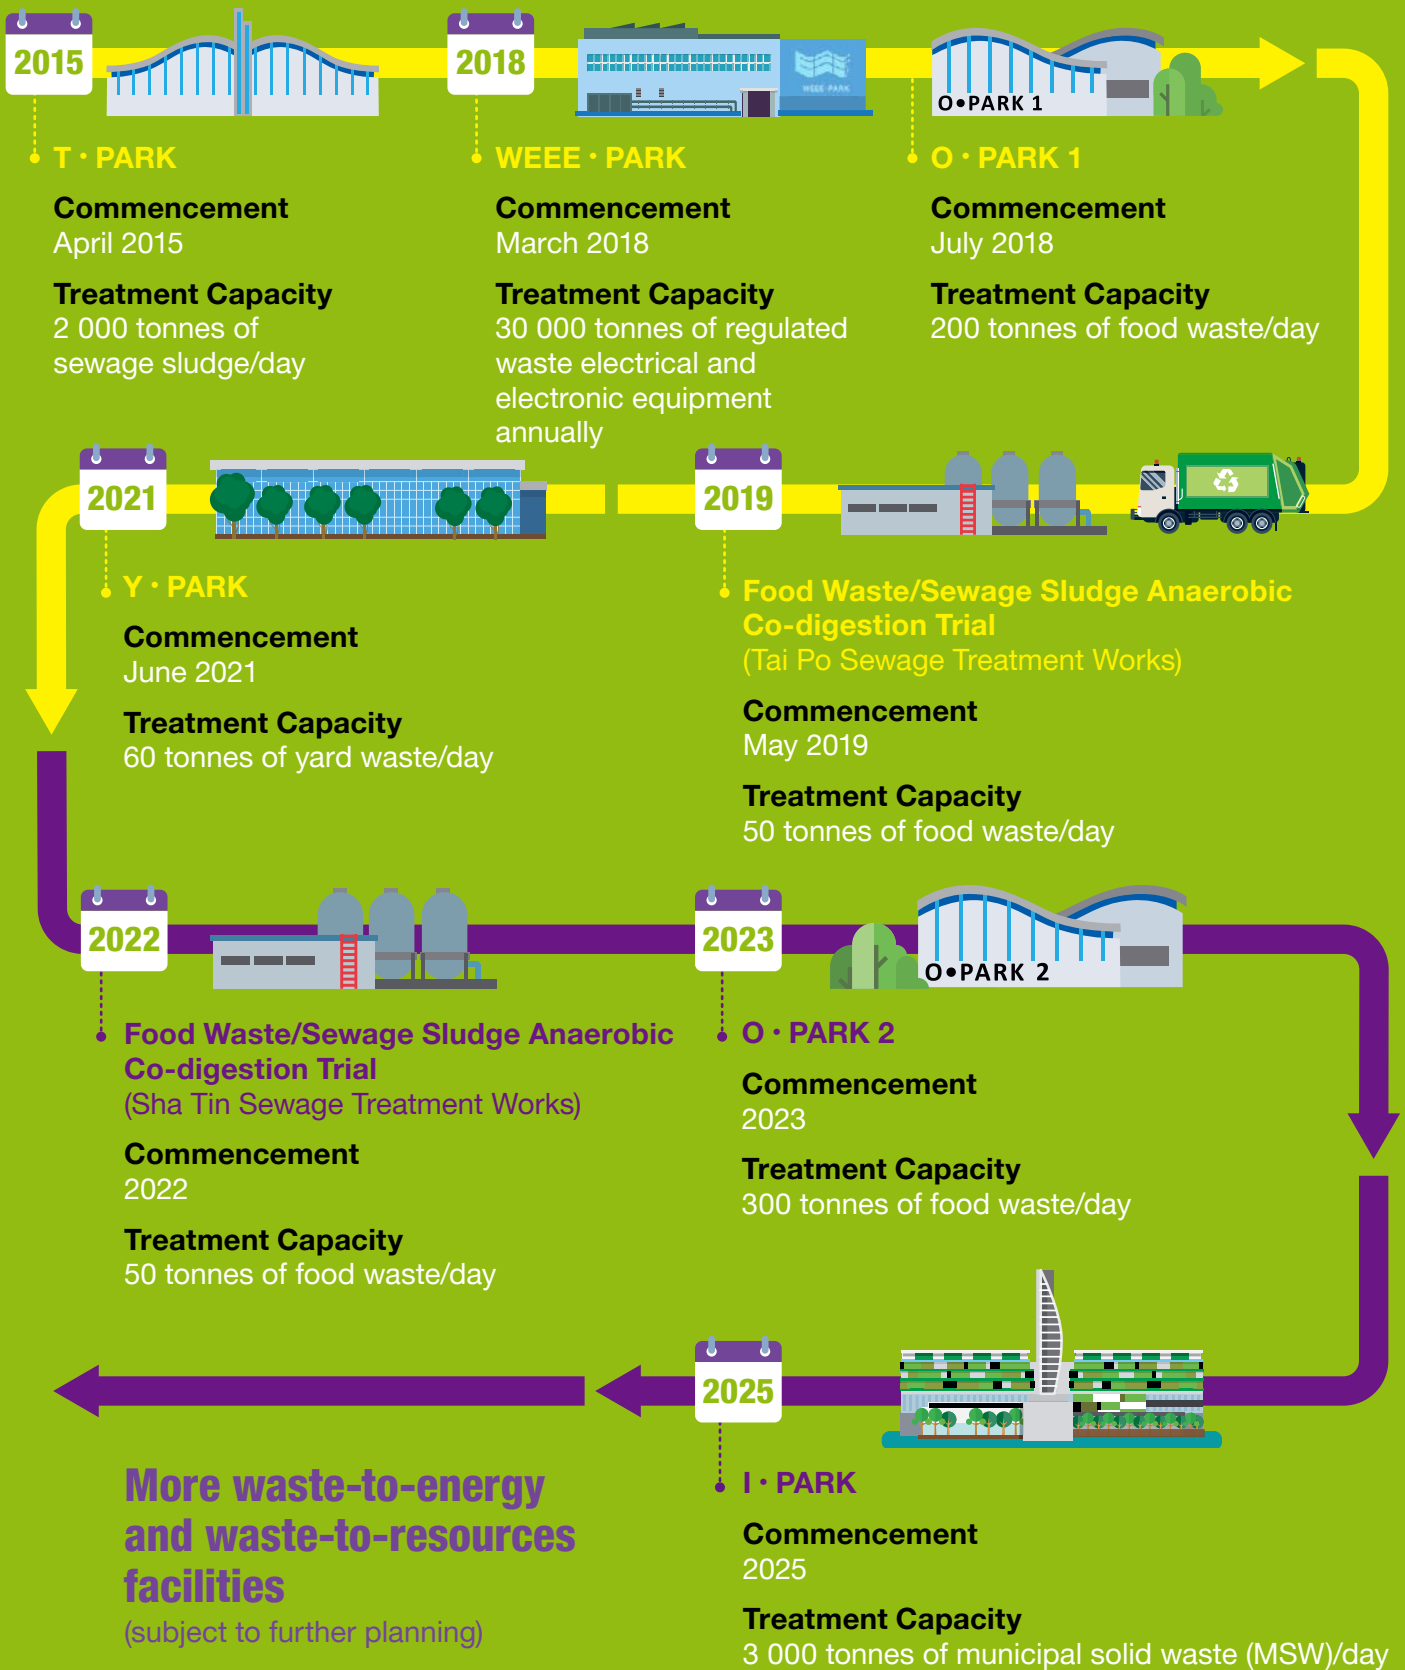 2015
2018
WEEE·PARK
O•PARK 1
T · PARK
Commencement
April 2015
Treatment Capacity
2 000 tonnes of
sewage sludge/day
WEEE · PARK
Commencement
March 2018
Treatment Capacity
30 000 tonnes of regulated
waste electrical and
electronic equipment
annually
O · PARK 1
Commencement
July 2018
Treatment Capacity
200 tonnes of food waste/day
2019
Food Waste/Sewage Sludge Anaerobic
Co-digestion Trial
(Tai Po Sewage Treatment Works)
Commencement
May 2019
Treatment Capacity
50 tonnes of food waste/day
2021
Y · PARK
Commencement
June 2021
Treatment Capacity
60 tonnes of yard waste/day
2022
Food Waste/Sewage Sludge Anaerobic
Co-digestion Trial
(Sha Tin Sewage Treatment Works)
Commencement
2022
Treatment Capacity
50 tonnes of food waste/day
2023
O•PARK 2
O · PARK 2
Commencement
2023
Treatment Capacity
300 tonnes of food waste/day
2025
I · PARK
Commencement
2025
Treatment Capacity
3 000 tonnes of municipal solid waste (MSW)/day
More waste-to-energy
and waste-to-resources
facilities
(subject to further planning)